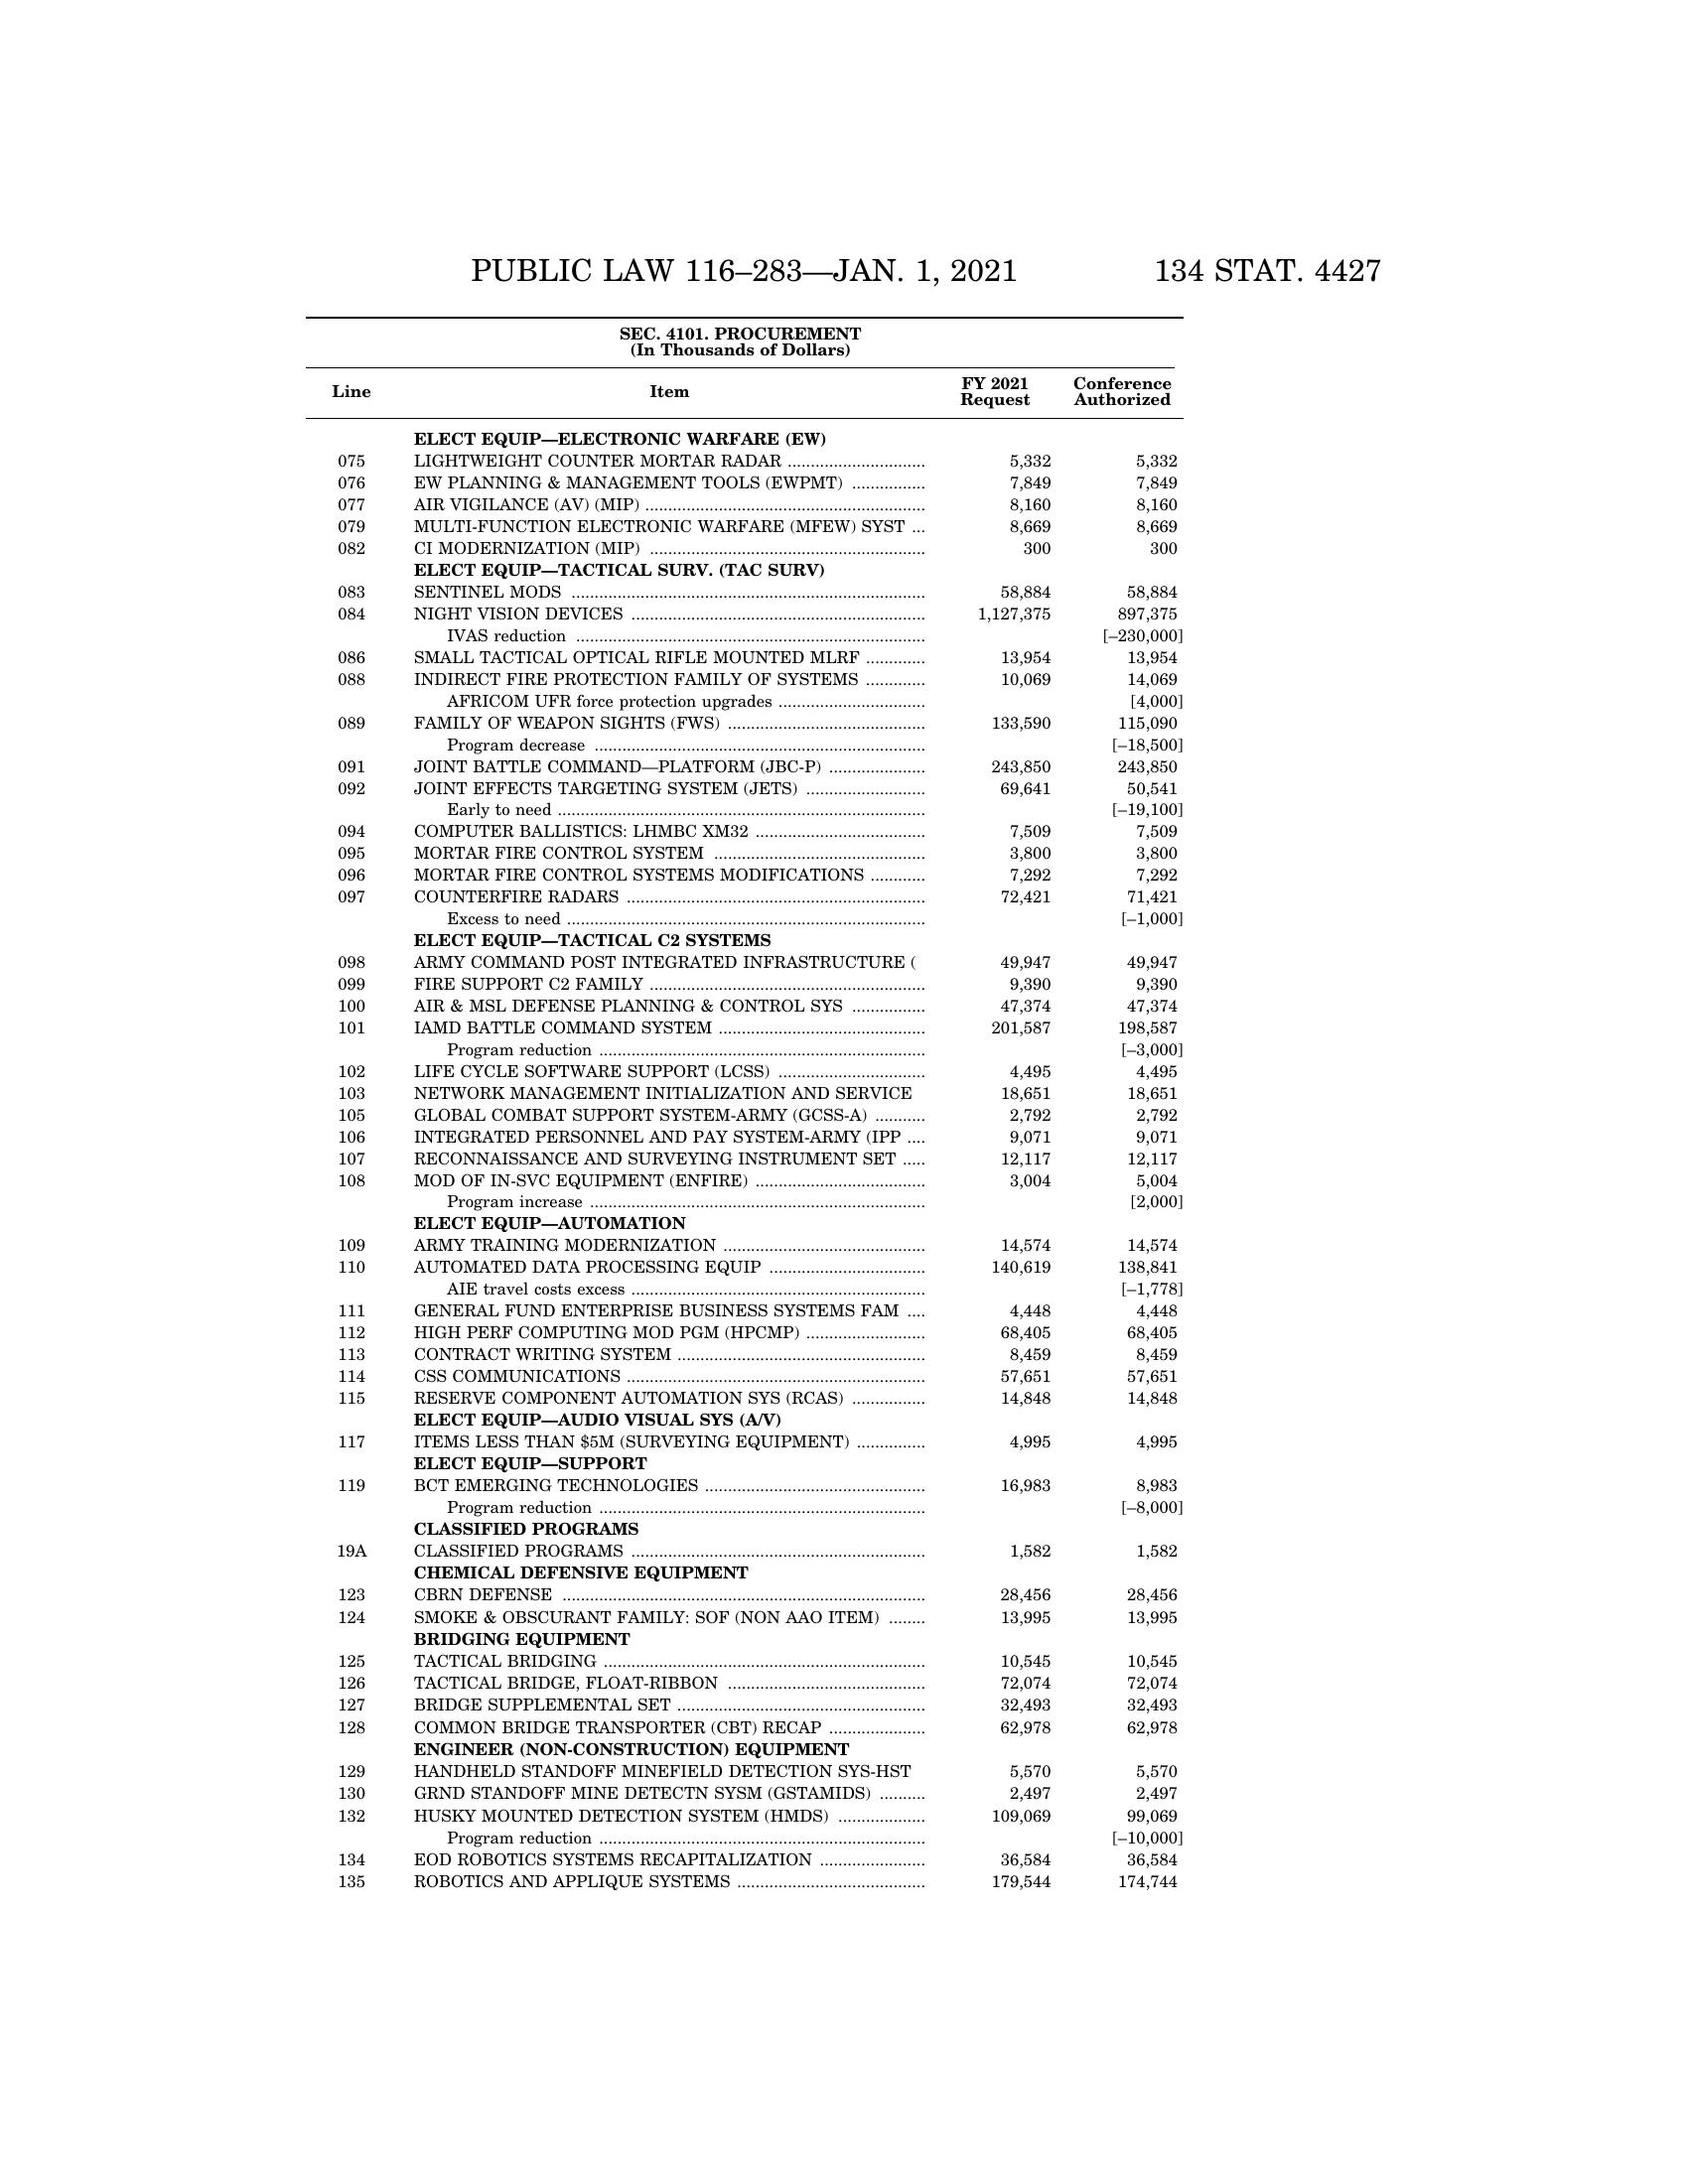 PUBLIC LAW 116–283—JAN. 1, 2021 134 STAT. 4427
SEC. 4101. PROCUREMENT
(In Thousands of Dollars)
Line Item FY 2021 Request Conference Authorized
ELECT EQUIP—ELECTRONIC WARFARE (EW)
075 LIGHTWEIGHT COUNTER MORTAR RADAR .............................. 5,332 5,332
076 EW PLANNING & MANAGEMENT TOOLS (EWPMT) ................ 7,849 7,849
077 AIR VIGILANCE (AV) (MIP) ............................................................. 8,160 8,160
079 MULTI-FUNCTION ELECTRONIC WARFARE (MFEW) SYST ... 8,669 8,669
082 CI MODERNIZATION (MIP) ............................................................ 300 300
ELECT EQUIP—TACTICAL SURV. (TAC SURV)
083 SENTINEL MODS ............................................................................. 58,884 58,884
084 NIGHT VISION DEVICES ................................................................ 1,127,375 897,375
IVAS reduction ............................................................................ [–230,000]
086 SMALL TACTICAL OPTICAL RIFLE MOUNTED MLRF ............. 13,954 13,954
088 INDIRECT FIRE PROTECTION FAMILY OF SYSTEMS ............. 10,069 14,069
AFRICOM UFR force protection upgrades ................................ [4,000]
089 FAMILY OF WEAPON SIGHTS (FWS) ........................................... 133,590 115,090
Program decrease ........................................................................ [–18,500]
091 JOINT BATTLE COMMAND—PLATFORM (JBC-P) ..................... 243,850 243,850
092 JOINT EFFECTS TARGETING SYSTEM (JETS) .......................... 69,641 50,541
Early to need ................................................................................ [–19,100]
094 COMPUTER BALLISTICS: LHMBC XM32 ..................................... 7,509 7,509
095 MORTAR FIRE CONTROL SYSTEM .............................................. 3,800 3,800
096 MORTAR FIRE CONTROL SYSTEMS MODIFICATIONS ............ 7,292 7,292
097 COUNTERFIRE RADARS ................................................................. 72,421 71,421
Excess to need .............................................................................. [–1,000]
ELECT EQUIP—TACTICAL C2 SYSTEMS
098 ARMY COMMAND POST INTEGRATED INFRASTRUCTURE ( 49,947 49,947
099 FIRE SUPPORT C2 FAMILY ............................................................ 9,390 9,390
100 AIR & MSL DEFENSE PLANNING & CONTROL SYS ................ 47,374 47,374
101 IAMD BATTLE COMMAND SYSTEM ............................................. 201,587 198,587
Program reduction ....................................................................... [–3,000]
102 LIFE CYCLE SOFTWARE SUPPORT (LCSS) ................................ 4,495 4,495
103 NETWORK MANAGEMENT INITIALIZATION AND SERVICE 18,651 18,651
105 GLOBAL COMBAT SUPPORT SYSTEM-ARMY (GCSS-A) ........... 2,792 2,792
106 INTEGRATED PERSONNEL AND PAY SYSTEM-ARMY (IPP .... 9,071 9,071
107 RECONNAISSANCE AND SURVEYING INSTRUMENT SET ..... 12,117 12,117
108 MOD OF IN-SVC EQUIPMENT (ENFIRE) ..................................... 3,004 5,004
Program increase ......................................................................... [2,000]
ELECT EQUIP—AUTOMATION
109 ARMY TRAINING MODERNIZATION ............................................ 14,574 14,574
110 AUTOMATED DATA PROCESSING EQUIP .................................. 140,619 138,841
AIE travel costs excess ................................................................ [–1,778]
111 GENERAL FUND ENTERPRISE BUSINESS SYSTEMS FAM .... 4,448 4,448
112 HIGH PERF COMPUTING MOD PGM (HPCMP) .......................... 68,405 68,405
113 CONTRACT WRITING SYSTEM ...................................................... 8,459 8,459
114 CSS COMMUNICATIONS ................................................................. 57,651 57,651
115 RESERVE COMPONENT AUTOMATION SYS (RCAS) ................ 14,848 14,848
ELECT EQUIP—AUDIO VISUAL SYS (A/V)
117 ITEMS LESS THAN $5M (SURVEYING EQUIPMENT) ............... 4,995 4,995
ELECT EQUIP—SUPPORT
119 BCT EMERGING TECHNOLOGIES ................................................ 16,983 8,983
Program reduction ....................................................................... [–8,000]
CLASSIFIED PROGRAMS
19A CLASSIFIED PROGRAMS ................................................................ 1,582 1,582
CHEMICAL DEFENSIVE EQUIPMENT
123 CBRN DEFENSE ............................................................................... 28,456 28,456
124 SMOKE & OBSCURANT FAMILY: SOF (NON AAO ITEM) ........ 13,995 13,995
BRIDGING EQUIPMENT
125 TACTICAL BRIDGING ...................................................................... 10,545 10,545
126 TACTICAL BRIDGE, FLOAT-RIBBON ........................................... 72,074 72,074
127 BRIDGE SUPPLEMENTAL SET ...................................................... 32,493 32,493
128 COMMON BRIDGE TRANSPORTER (CBT) RECAP ..................... 62,978 62,978
ENGINEER (NON-CONSTRUCTION) EQUIPMENT
129 HANDHELD STANDOFF MINEFIELD DETECTION SYS-HST 5,570 5,570
130 GRND STANDOFF MINE DETECTN SYSM (GSTAMIDS) .......... 2,497 2,497
132 HUSKY MOUNTED DETECTION SYSTEM (HMDS) ................... 109,069 99,069
Program reduction ....................................................................... [–10,000]
134 EOD ROBOTICS SYSTEMS RECAPITALIZATION ....................... 36,584 36,584
135 ROBOTICS AND APPLIQUE SYSTEMS ......................................... 179,544 174,744